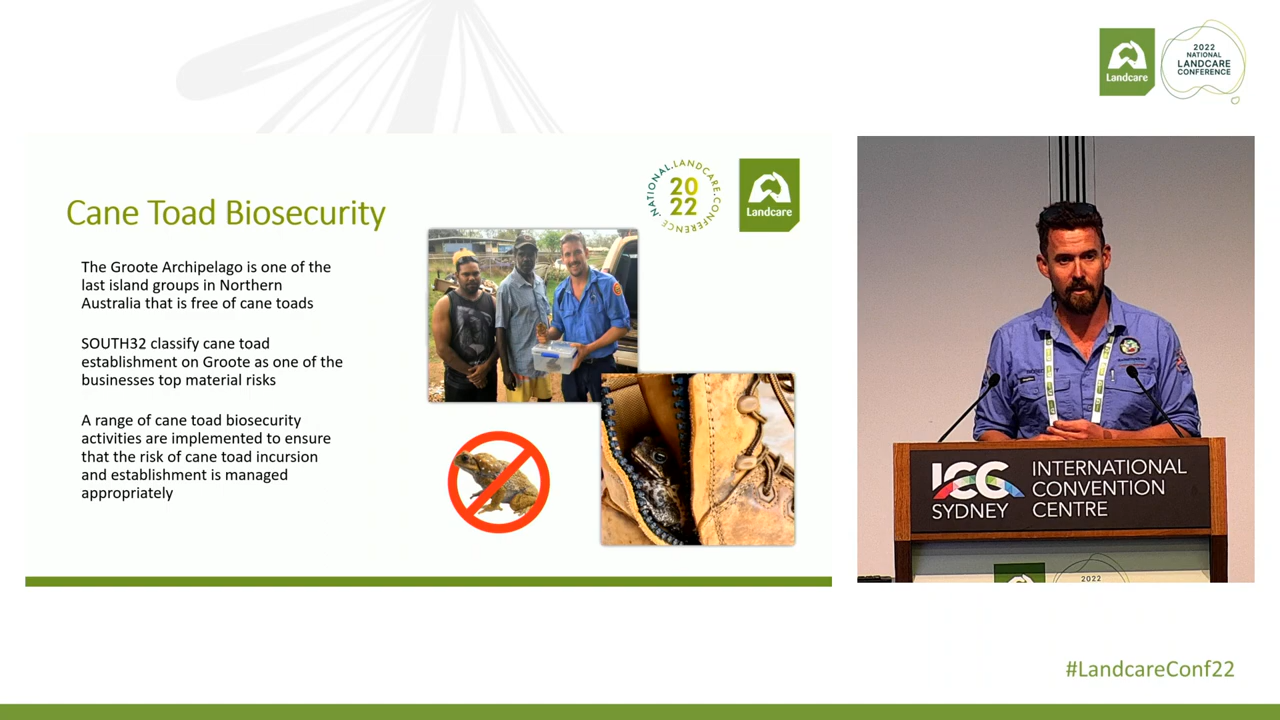 Landcare
2022
NATIONAL
LANDCARE
CONFERENCE
NATIONAL.LANDCARE.CONFERENCE
20
22
Landcare
Cane Toad Biosecurity
The Groote Archipelago is one of the
last island groups in Northern
Australia that is free of cane toads
SOUTH32 classify cane toad
establishment on Groote as one of the
businesses top material risks
A range of cane toad biosecurity
activities are implemented to ensure
that the risk of cane toad incursion
and establishment is managed
appropriately
ICC
SYDNEY
INTERNATIONAL
CONVENTION
CENTRE
2022
#LandcareConf22